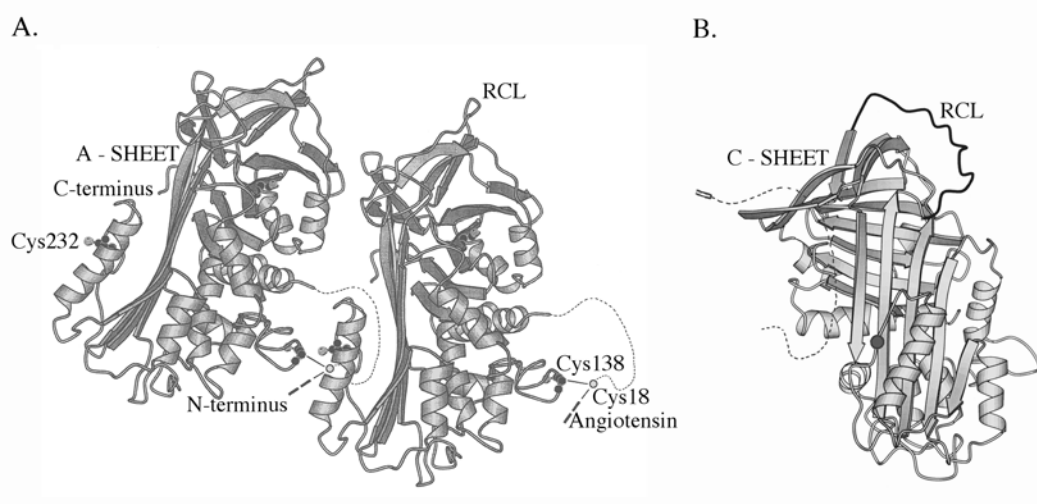 A.
B.
RCL
RCL
A - SHEET
C - SHEET
C-terminus
Cys232
Cys138
N-terminus
Cys18
Angiotensin